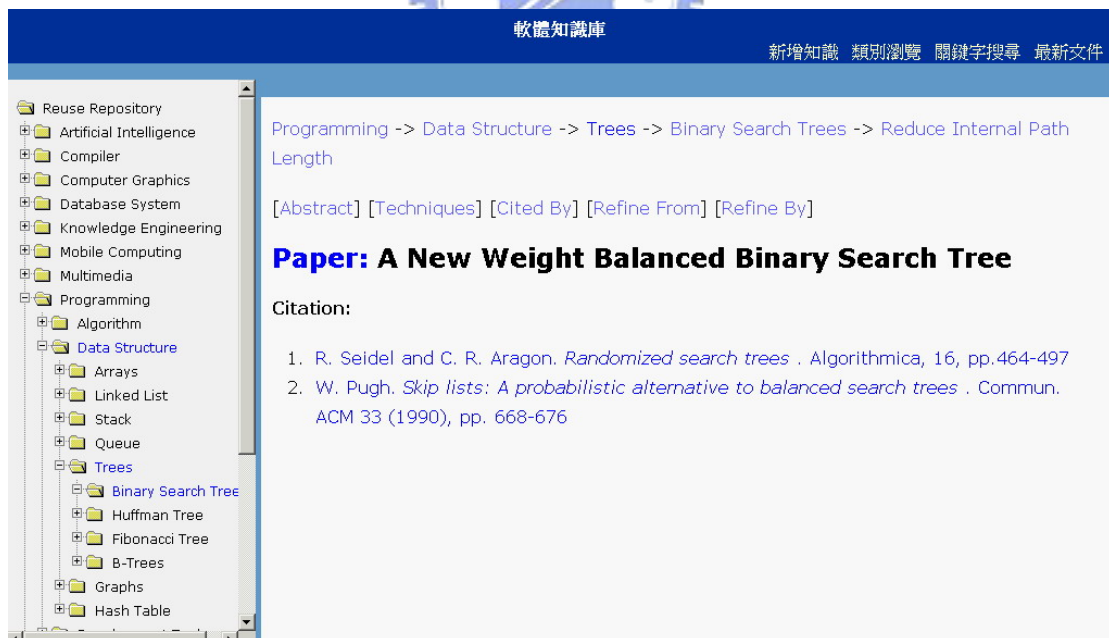 軟體知識庫
新增知識 類別瀏覽 關鍵字搜尋 最新文件
Reuse Repository
Artificial Intelligence
Compiler
Computer Graphics
Database System
Knowledge Engineering
Mobile Computing
Multimedia
Programming
Algorithm
Data Structure
Arrays
Linked List
Stack
Queue
Trees
Binary Search Tree
Huffman Tree
Fibonacci Tree
B-Trees
Graphs
Hash Table
Programming -> Data Structure -> Trees -> Binary Search Trees -> Reduce Internal Path
Length
[Abstract] [Techniques] [Cited By] [Refine From] [Refine By]
Paper: A New Weight Balanced Binary Search Tree
Citation:
1. R. Seidel and C. R. Aragon. Randomized search trees . Algorithmica, 16, pp.464-497
2. W. Pugh. Skip lists: A probabilistic alternative to balanced search trees . Commun.
ACM 33 (1990), pp. 668-676